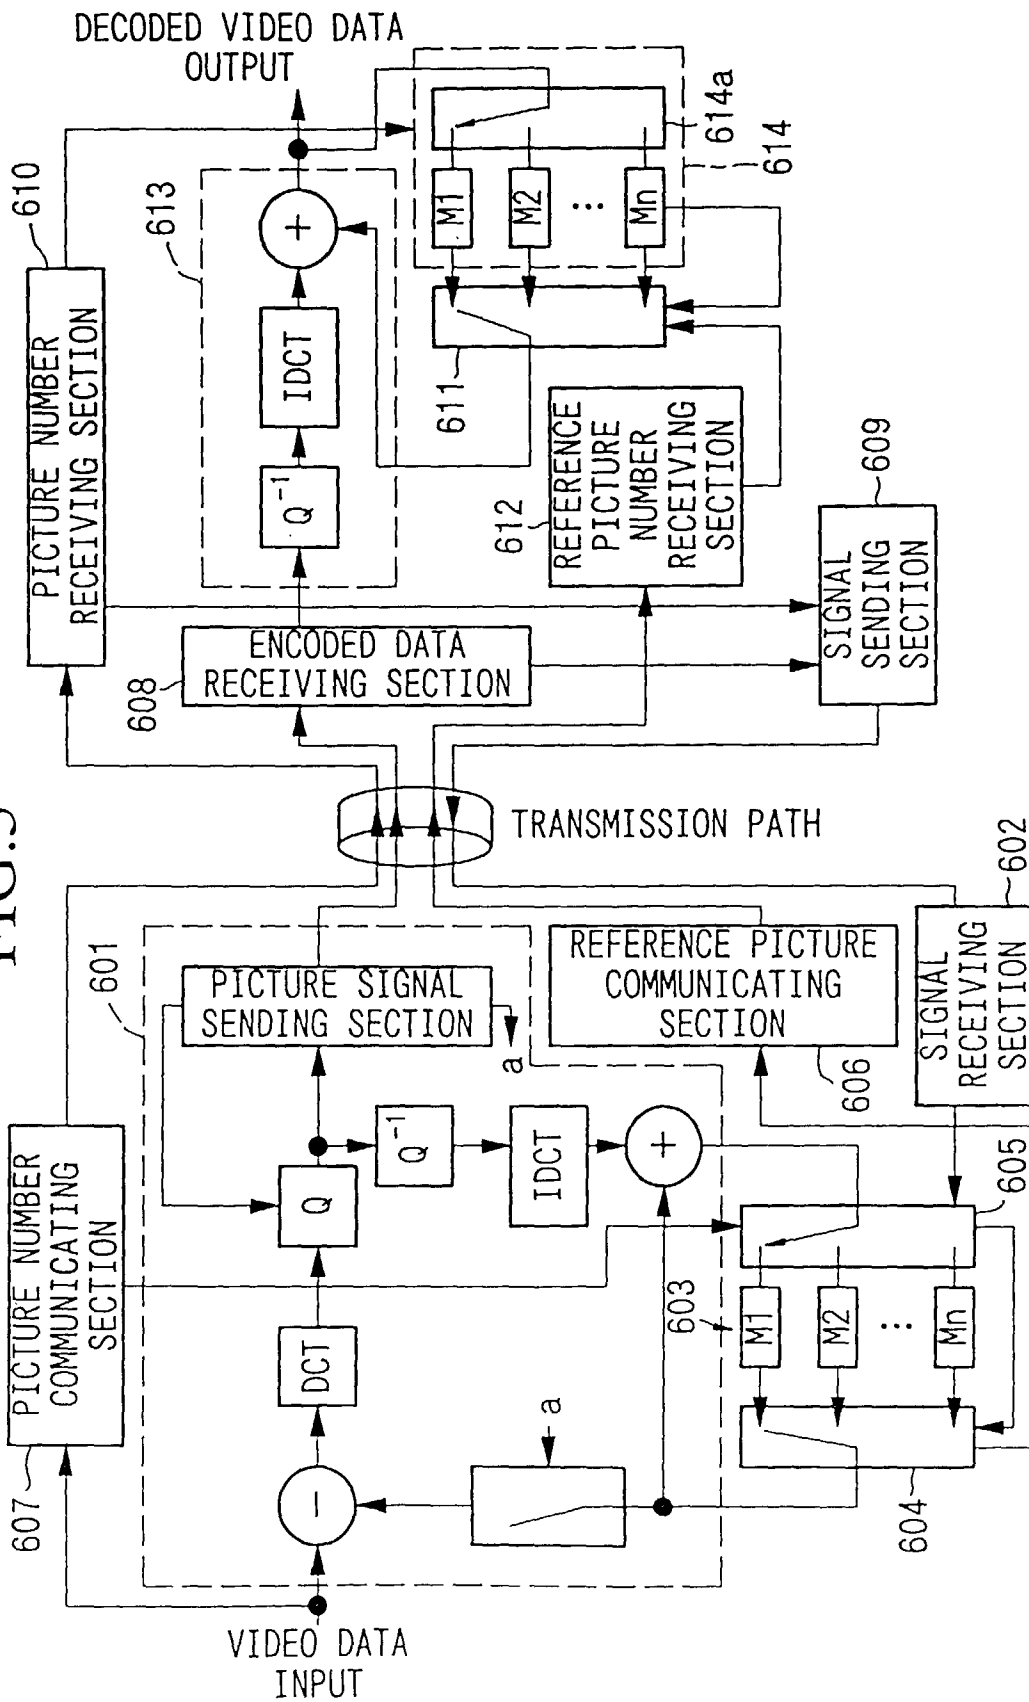 FIG.5
VIDEO DATA
INPUT
607
PICTURE NUMBER
COMMUNICATING
SECTION
601
PICTURE SIGNAL
SENDING SECTION
a
−
DCT
Q
Q⁻¹
IDCT
+
a
603
M1
M2
...
Mn
604
605
REFERENCE PICTURE
COMMUNICATING
SECTION
606
SIGNAL
RECEIVING
SECTION
602
TRANSMISSION PATH
PICTURE NUMBER
RECEIVING SECTION
610
ENCODED DATA
RECEIVING SECTION
608
613
Q⁻¹
IDCT
+
DECODED VIDEO DATA
OUTPUT
611
M1
M2
...
Mn
614a
614
REFERENCE
PICTURE
NUMBER
RECEIVING
SECTION
612
SIGNAL
SENDING
SECTION
609